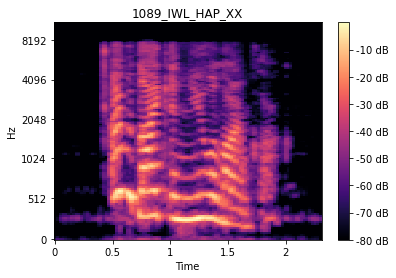 1089_IWL_HAP_XX
8192
4096
2048
1024
512
0
Hz
0
0.5
1
1.5
2
Time
-10 dB
-20 dB
-30 dB
-40 dB
-50 dB
-60 dB
-70 dB
-80 dB